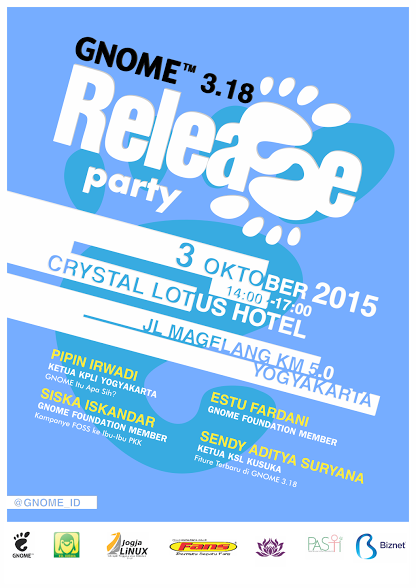 GNOME™ 3.18
Release
party
3 OKTOBER 2015
14:00 -17:00
CRYSTAL LOTUS HOTEL
JL MAGELANG KM 5.0
YOGYAKARTA
PIPIN IRWADI
KETUA KPLI YOGYAKARTA
GNOME Itu Apa Sih?
SISKA ISKANDAR
GNOME FOUNDATION MEMBER
Kampanye FOSS ke Ibu-Ibu PKK
ESTU FARDANI
GNOME FOUNDATION MEMBER
SENDY ADITYA SURYANA
KETUA KSL KUSUKA
Fiture Terbaru di GNOME 3.18
@GNOME_ID
GNOME™
Jogja
LiNUX
Fans
PASTI
Biznet